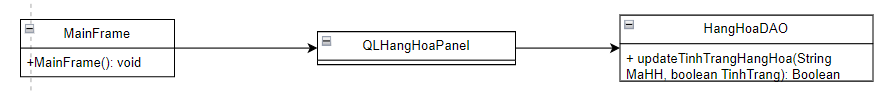 MainFrame
+MainFrame(): void
QLHangHoaPanel
HangHoaDAO
+ updateTinhTrangHangHoa(String
MaHH, boolean TinhTrang): Boolean